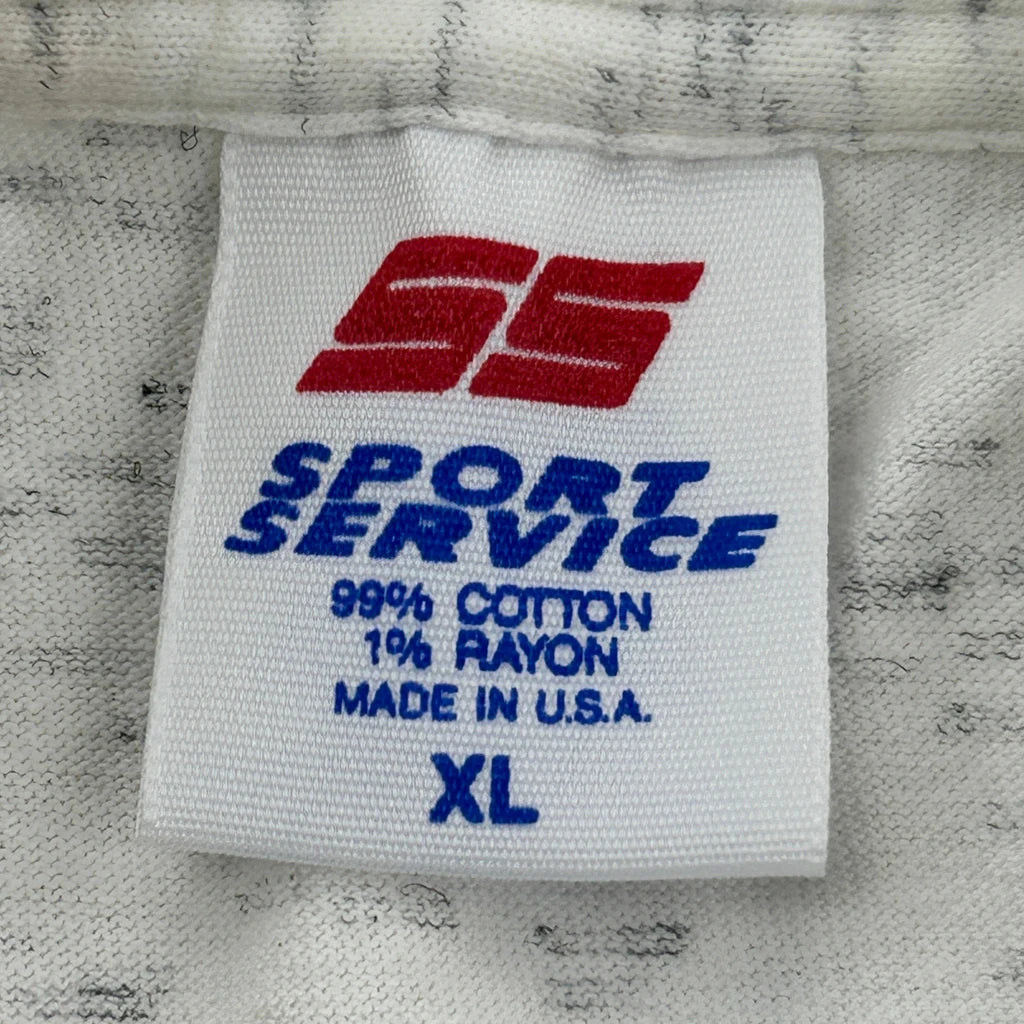 SS
SPORT
SERVICE
99% COTTON
1% RAYON
MADE IN U.S.A.
XL